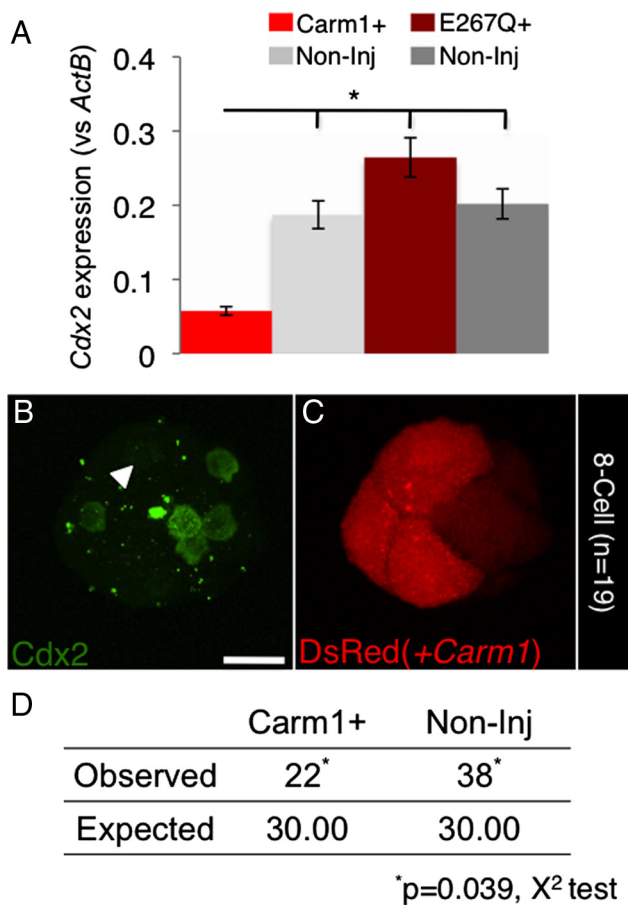 A
Carm1+ E267Q+
Non-Inj Non-Inj
Cdx2 expression (vs ActB)
0.4
0.3
0.2
0.1
0
*
B
Cdx2
C
DsRed(+Carm1)
8-Cell (n=19)
D
Carm1+ Non-Inj
Observed 22* 38*
Expected 30.00 30.00
*p=0.039, X² test